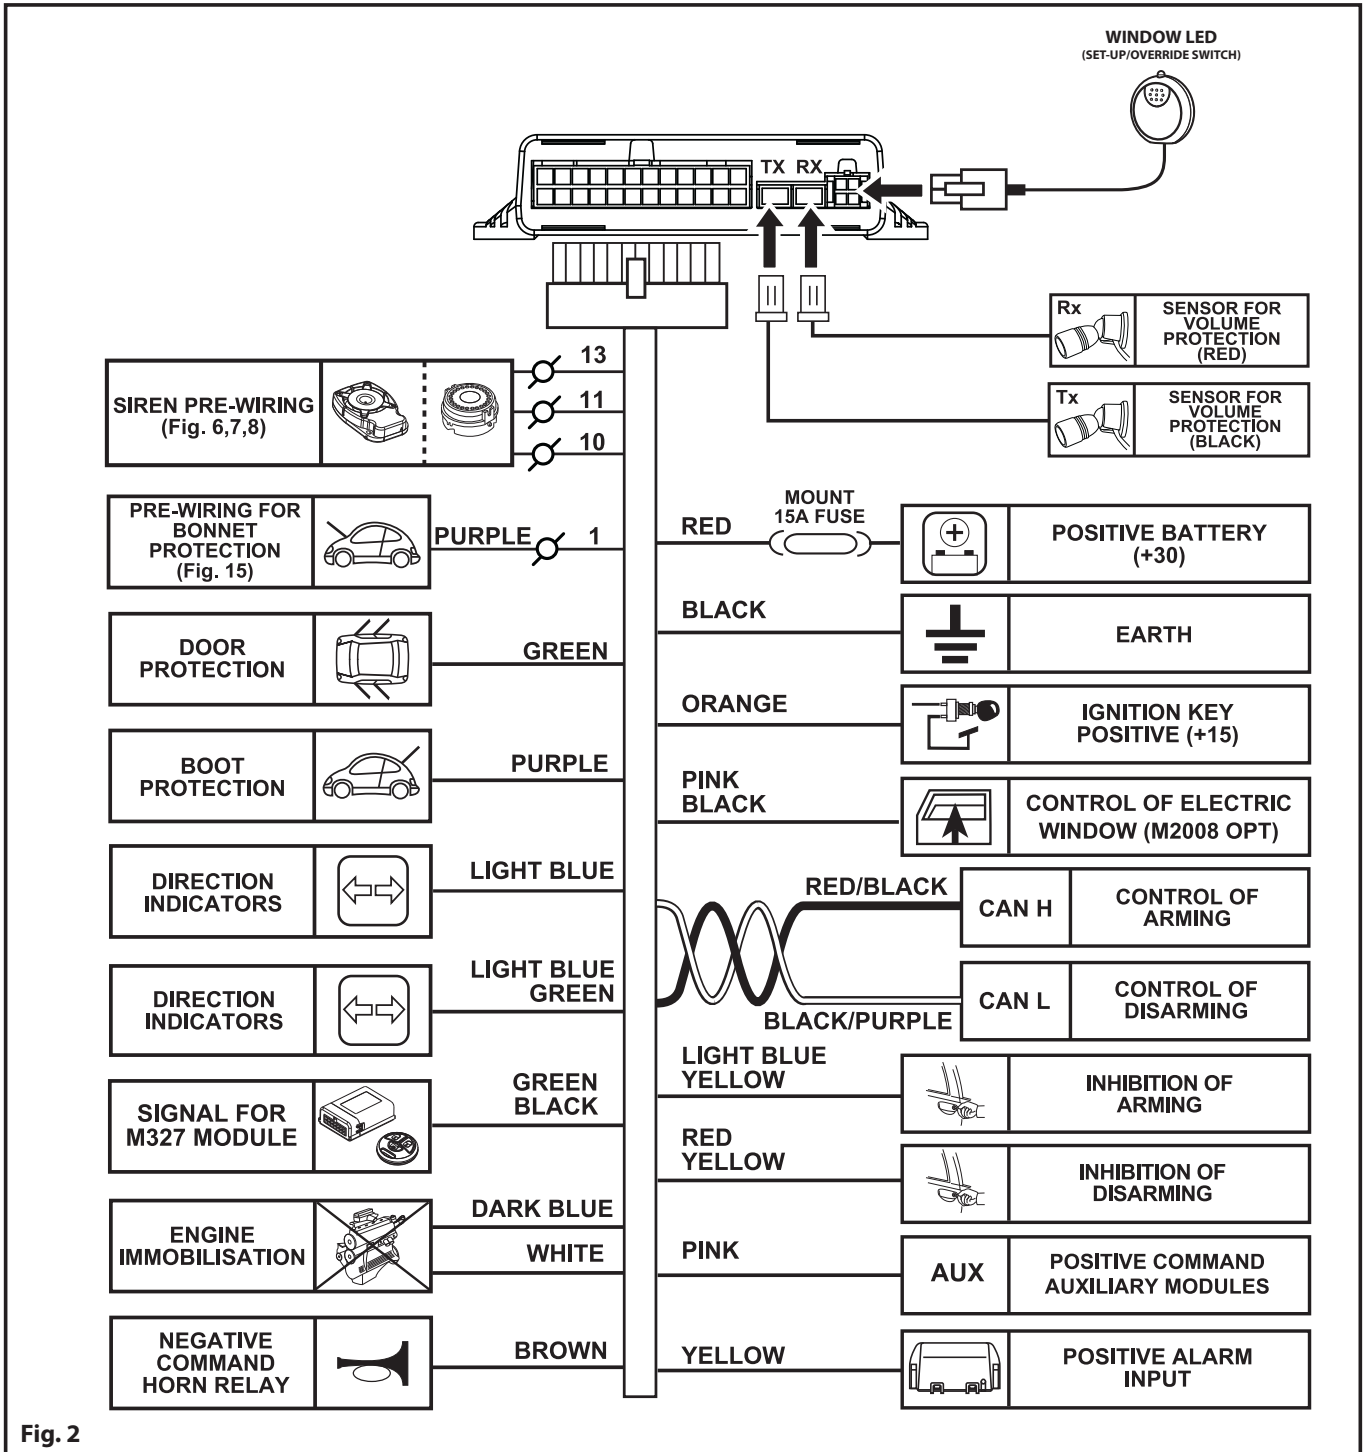 WINDOW LED
(SET-UP/OVERRIDE SWITCH)
TX RX
Rx
SENSOR FOR
VOLUME
PROTECTION
(RED)
Tx
SENSOR FOR
VOLUME
PROTECTION
(BLACK)
SIREN PRE-WIRING
(Fig. 6,7,8)
13
11
10
PRE-WIRING FOR
BONNET
PROTECTION
(Fig. 15)
PURPLE
1
DOOR
PROTECTION
GREEN
BOOT
PROTECTION
PURPLE
DIRECTION
INDICATORS
LIGHT BLUE
DIRECTION
INDICATORS
LIGHT BLUE
GREEN
SIGNAL FOR
M327 MODULE
GREEN
BLACK
ENGINE
IMMOBILISATION
DARK BLUE
WHITE
NEGATIVE
COMMAND
HORN RELAY
BROWN
RED
MOUNT
15A FUSE
POSITIVE BATTERY
(+30)
BLACK
EARTH
ORANGE
IGNITION KEY
POSITIVE (+15)
PINK
BLACK
CONTROL OF ELECTRIC
WINDOW (M2008 OPT)
RED/BLACK
CAN H
CONTROL OF
ARMING
BLACK/PURPLE
CAN L
CONTROL OF
DISARMING
LIGHT BLUE
YELLOW
INHIBITION OF
ARMING
RED
YELLOW
INHIBITION OF
DISARMING
PINK
AUX
POSITIVE COMMAND
AUXILIARY MODULES
YELLOW
POSITIVE ALARM
INPUT
Fig. 2